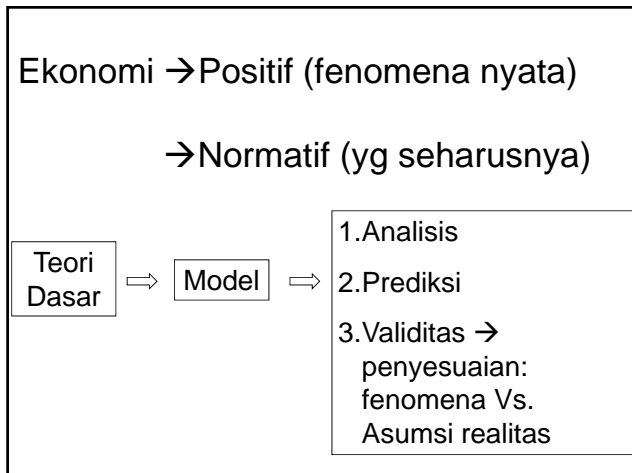 Ekonomi →Positif (fenomena nyata)
→Normatif (yg seharusnya)
Teori
Dasar
⇨
Model
⇨
1.Analisis
2.Prediksi
3.Validitas →
penyesuaian:
fenomena Vs.
Asumsi realitas